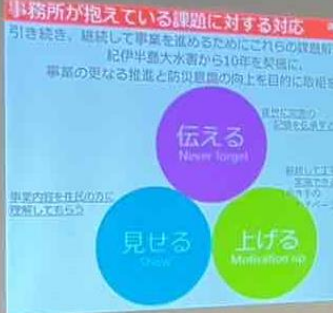 事務所が抱えている課題に対する対応
引き続き、継続して事業を進めるためにこれらの課題解
紀伊半島大水害から10年を契機に、
事業の更なる推進と防災意識の向上を目的に取組を
伝える
Never forget
事業内容を住民の方に
理解してもらう
見せる
Show
上げる
Motivation up